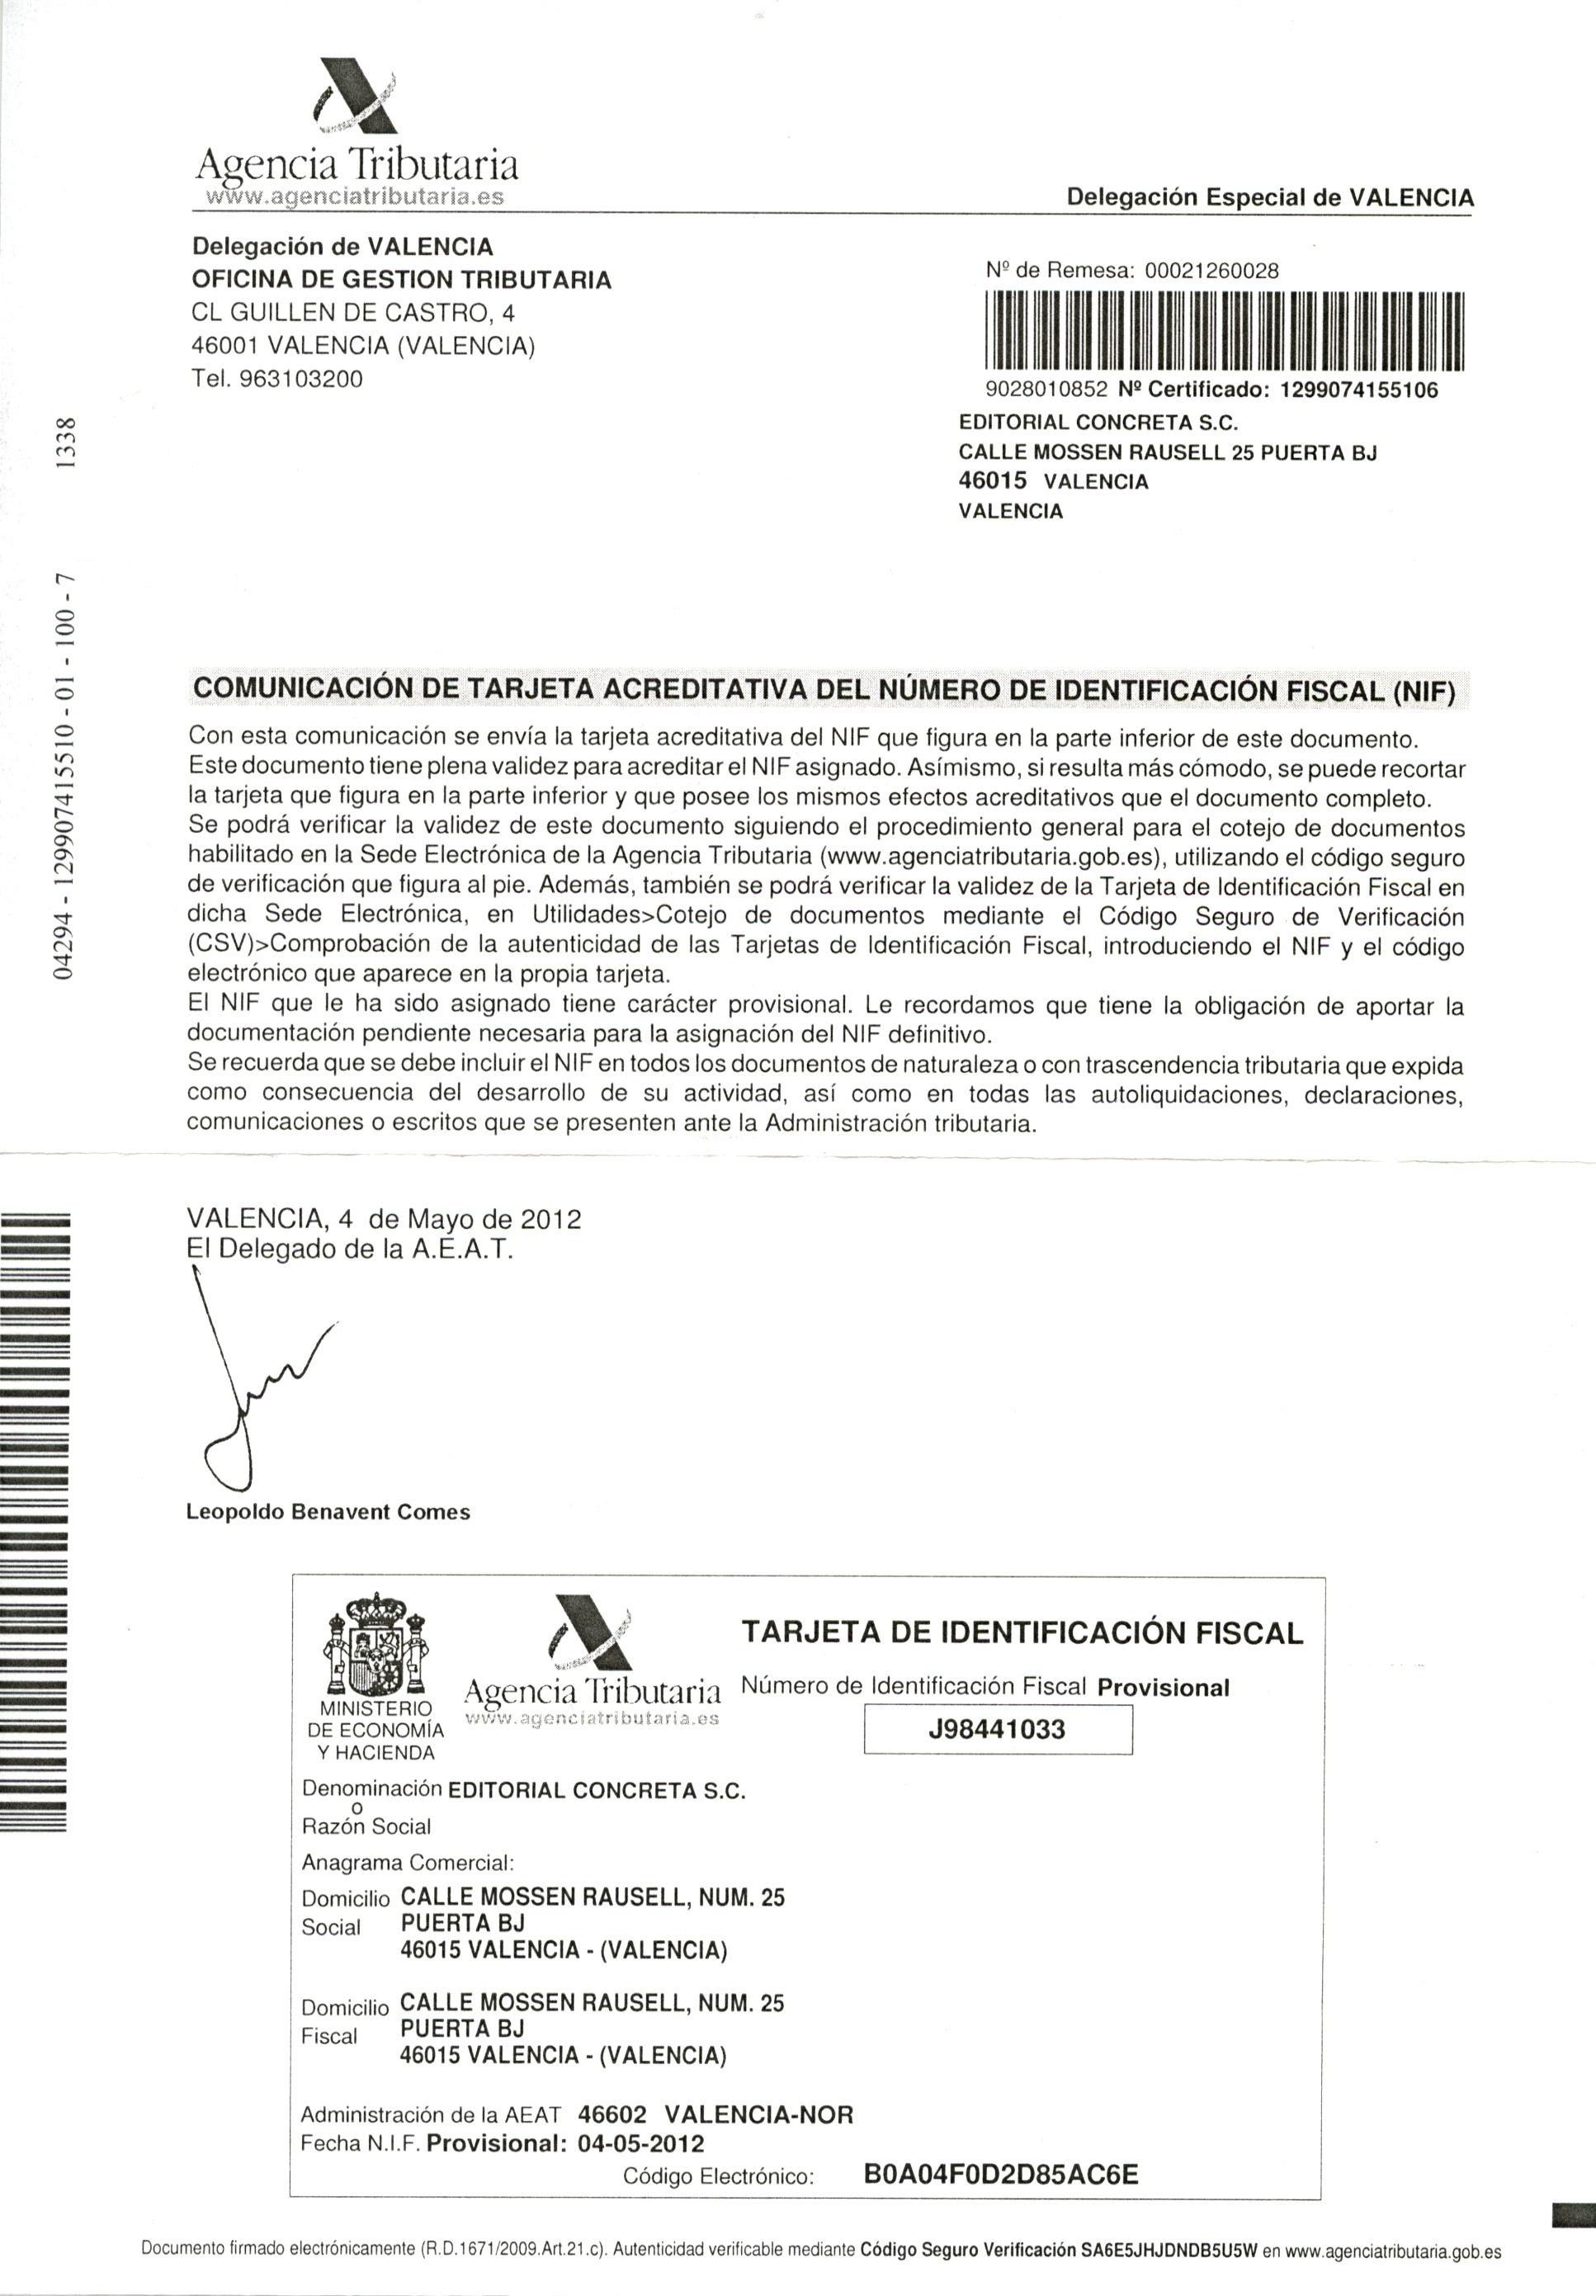 Agencia Tributaria
www.agenciatributaria.es
Delegación Especial de VALENCIA
Delegación de VALENCIA
OFICINA DE GESTION TRIBUTARIA
CL GUILLEN DE CASTRO, 4
46001 VALENCIA (VALENCIA)
Tel. 963103200
Nº de Remesa: 00021260028
9028010852 Nº Certificado: 1299074155106
EDITORIAL CONCRETA S.C.
CALLE MOSSEN RAUSELL 25 PUERTA BJ
46015 VALENCIA
VALENCIA
04294 - 12990741551​0 - 01 - 100 - 7 1338
COMUNICACIÓN DE TARJETA ACREDITATIVA DEL NÚMERO DE IDENTIFICACIÓN FISCAL (NIF)
Con esta comunicación se envía la tarjeta acreditativa del NIF que figura en la parte inferior de este documento.
Este documento tiene plena validez para acreditar el NIF asignado. Asímismo, si resulta más cómodo, se puede recortar
la tarjeta que figura en la parte inferior y que posee los mismos efectos acreditativos que el documento completo.
Se podrá verificar la validez de este documento siguiendo el procedimiento general para el cotejo de documentos
habilitado en la Sede Electrónica de la Agencia Tributaria (www.agenciatributaria.gob.es), utilizando el código seguro
de verificación que figura al pie. Además, también se podrá verificar la validez de la Tarjeta de Identificación Fiscal en
dicha Sede Electrónica, en Utilidades>Cotejo de documentos mediante el Código Seguro de Verificación
(CSV)>Comprobación de la autenticidad de las Tarjetas de Identificación Fiscal, introduciendo el NIF y el código
electrónico que aparece en la propia tarjeta.
El NIF que le ha sido asignado tiene carácter provisional. Le recordamos que tiene la obligación de aportar la
documentación pendiente necesaria para la asignación del NIF definitivo.
Se recuerda que se debe incluir el NIF en todos los documentos de naturaleza o con trascendencia tributaria que expida
como consecuencia del desarrollo de su actividad, así como en todas las autoliquidaciones, declaraciones,
comunicaciones o escritos que se presenten ante la Administración tributaria.
VALENCIA, 4 de Mayo de 2012
El Delegado de la A.E.A.T.
Leopoldo Benavent Comes
MINISTERIO
DE ECONOMÍA
Y HACIENDA
Agencia Tributaria
www.agenciatributaria.es
TARJETA DE IDENTIFICACIÓN FISCAL
Número de Identificación Fiscal Provisional
J98441033
Denominación EDITORIAL CONCRETA S.C.
o
Razón Social
Anagrama Comercial:
Domicilio CALLE MOSSEN RAUSELL, NUM. 25
Social PUERTA BJ
46015 VALENCIA - (VALENCIA)
Domicilio CALLE MOSSEN RAUSELL, NUM. 25
Fiscal PUERTA BJ
46015 VALENCIA - (VALENCIA)
Administración de la AEAT 46602 VALENCIA-NOR
Fecha N.I.F. Provisional: 04-05-2012
Código Electrónico: B0A04F0D2D85AC6E
Documento firmado electrónicamente (R.D.1671/2009.Art.21.c). Autenticidad verificable mediante Código Seguro Verificación SA6E5JHJDNDB5U5W en www.agenciatributaria.gob.es